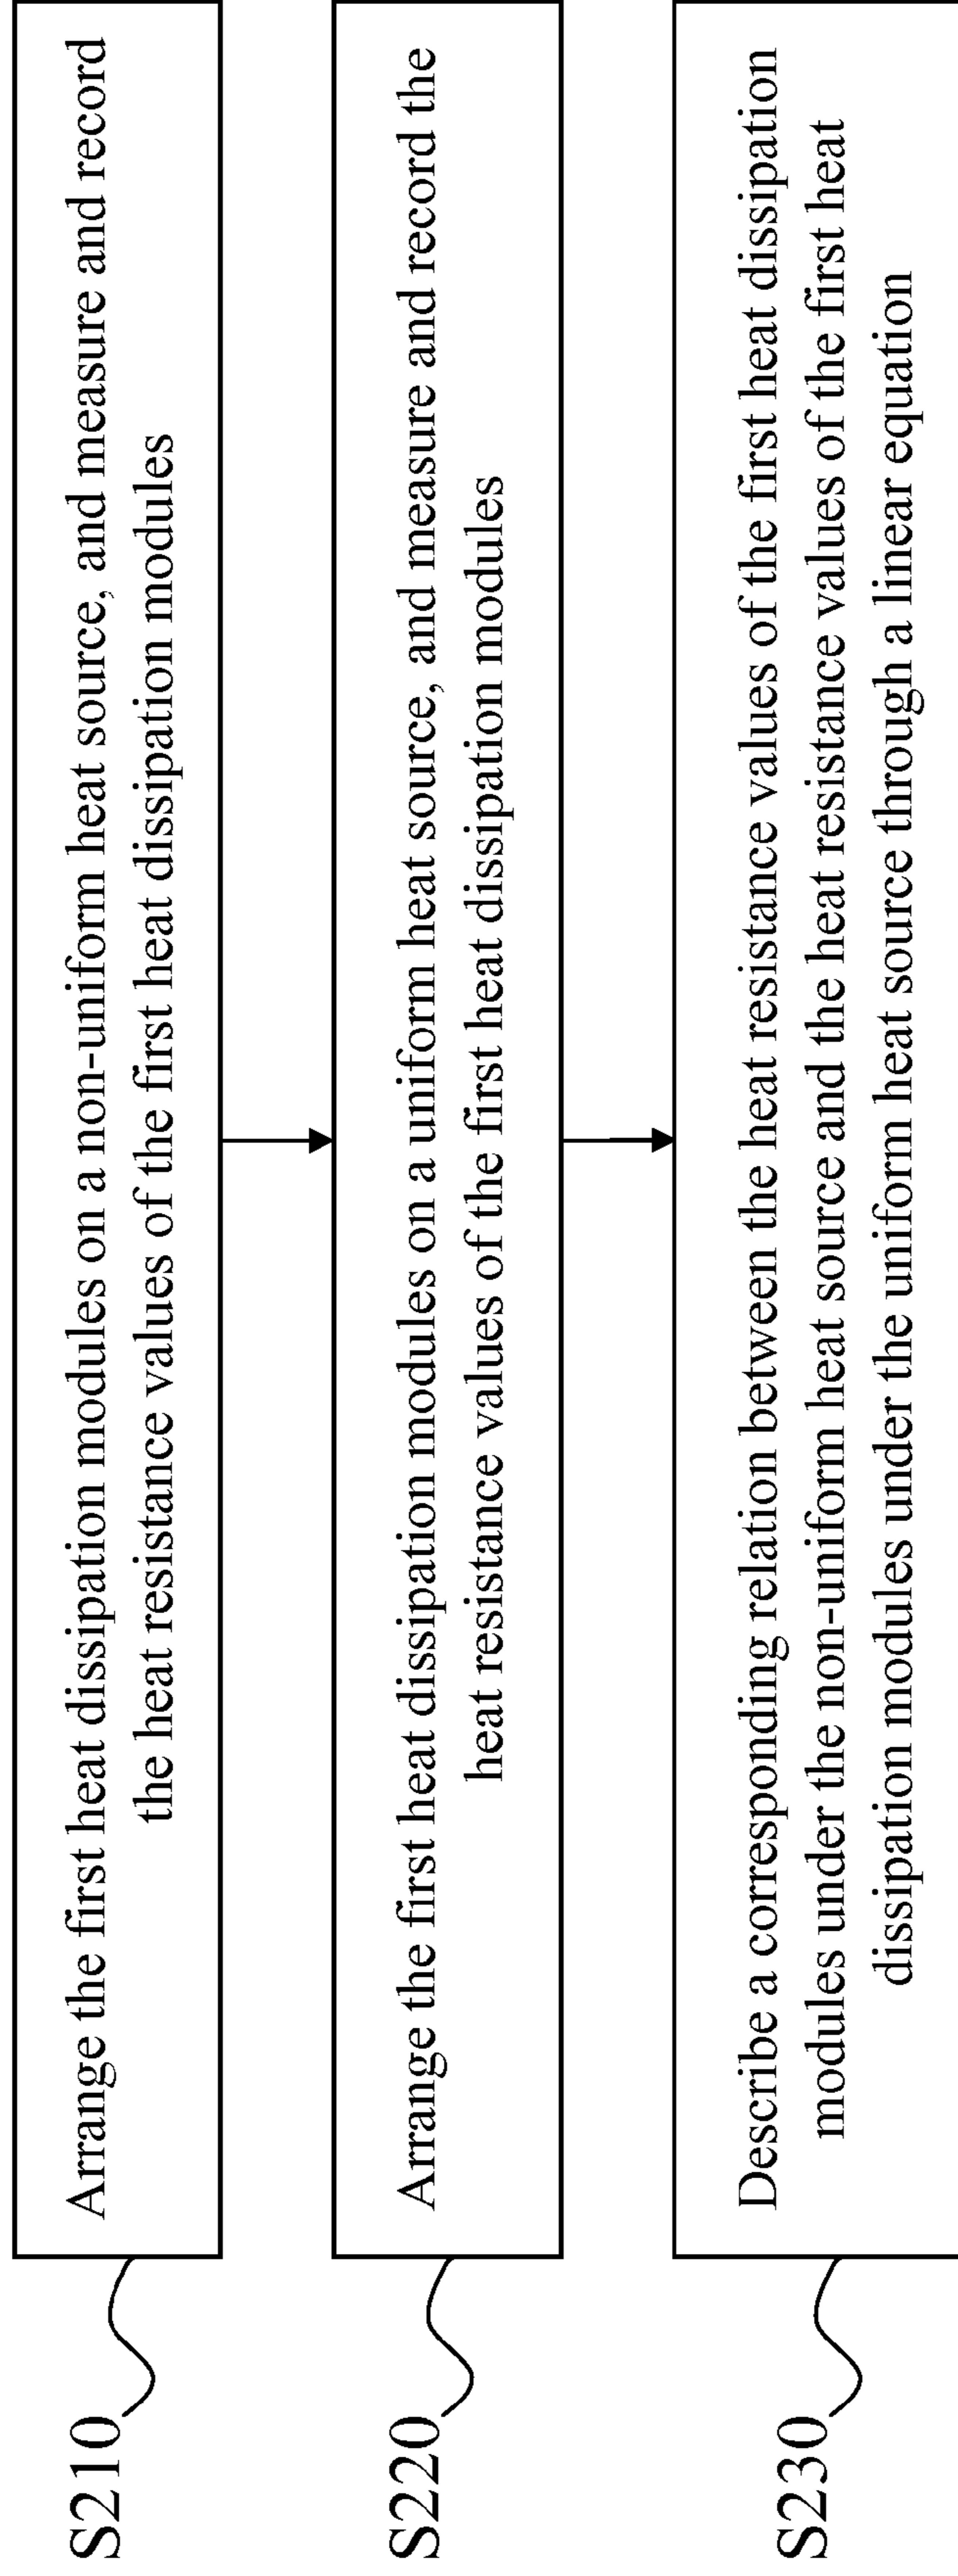 S210
Arrange the first heat dissipation modules on a non-uniform heat source, and measure and record
the heat resistance values of the first heat dissipation modules
S220
Arrange the first heat dissipation modules on a uniform heat source, and measure and record the
heat resistance values of the first heat dissipation modules
S230
Describe a corresponding relation between the heat resistance values of the first heat dissipation
modules under the non-uniform heat source and the heat resistance values of the first heat
dissipation modules under the uniform heat source through a linear equation